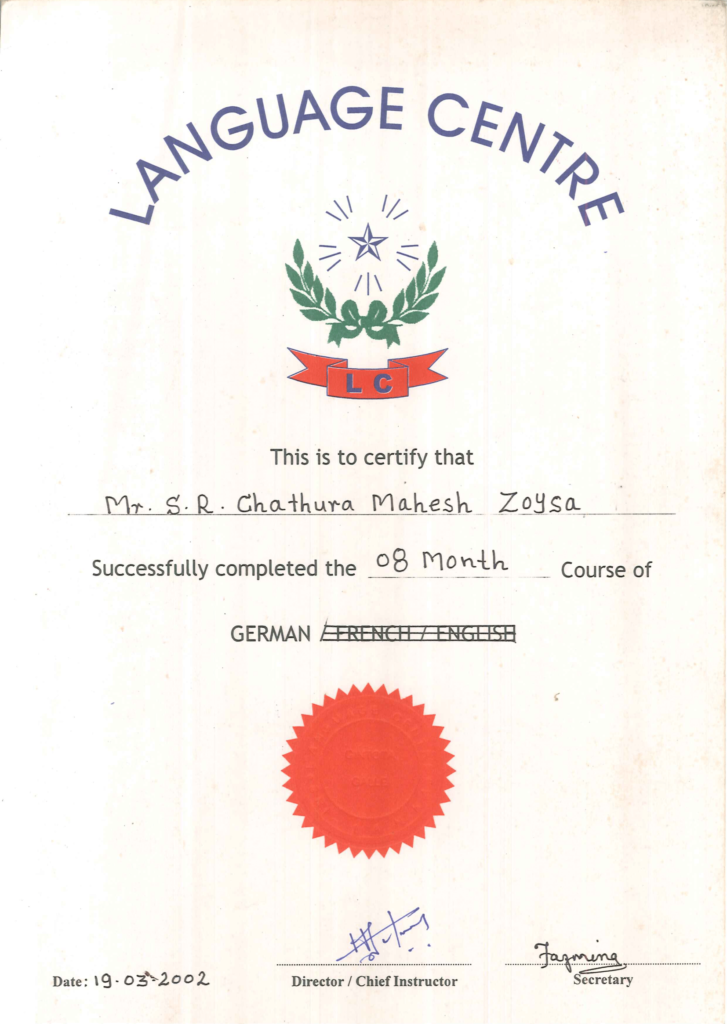 LANGUAGE CENTRE
L C
This is to certify that
Mr. S. R. Chathura Mahesh Zoysa
Successfully completed the 08 Month Course of
GERMAN / FRENCH / ENGLISH
Date: 19-03-2002
Director / Chief Instructor
Secretary